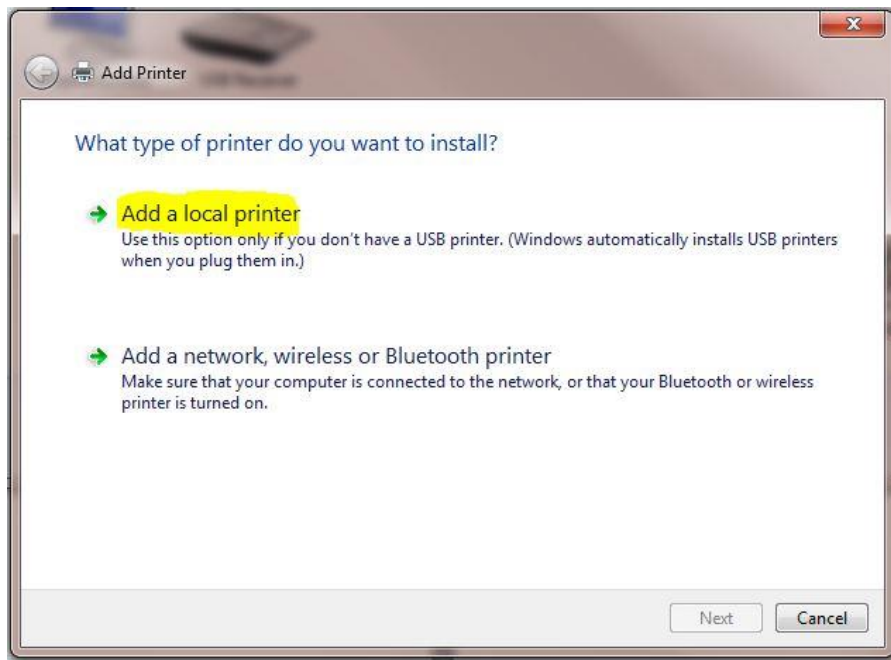 Add Printer
What type of printer do you want to install?
Add a local printer
Use this option only if you don't have a USB printer. (Windows automatically installs USB printers
when you plug them in.)
Add a network, wireless or Bluetooth printer
Make sure that your computer is connected to the network, or that your Bluetooth or wireless
printer is turned on.
Next
Cancel